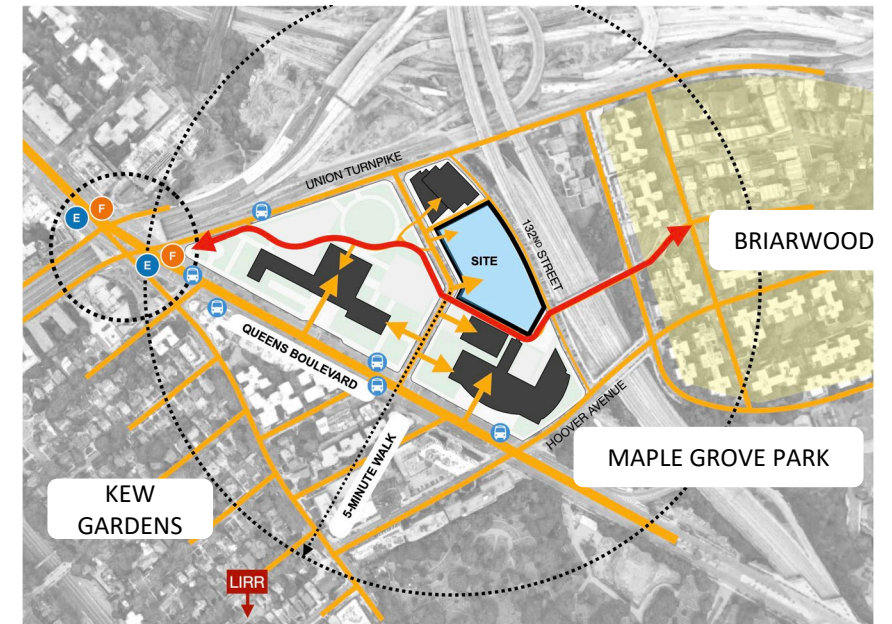 UNION TURNPIKE
E
F
E
F
132ND STREET
SITE
BRIARWOOD
QUEENS BOULEVARD
HOOVER AVENUE
5-MINUTE WALK
MAPLE GROVE PARK
KEW
GARDENS
LIRR